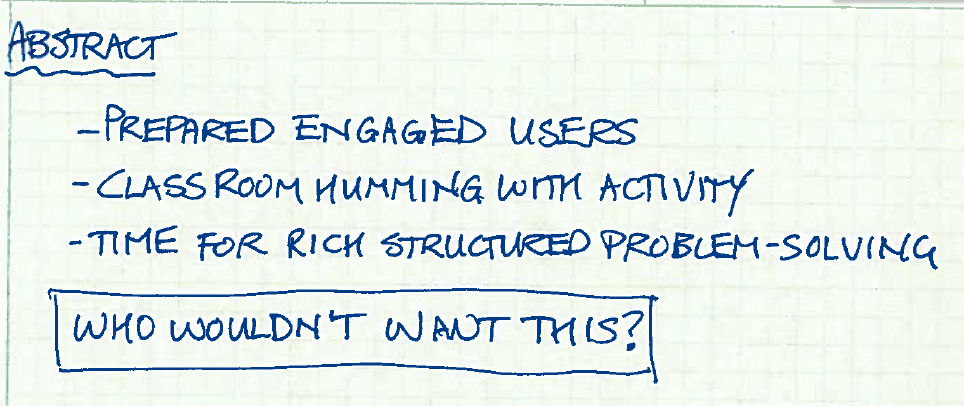 ABSTRACT
- PREPARED ENGAGED USERS
- CLASSROOM HUMMING WITH ACTIVITY
- TIME FOR RICH STRUCTURED PROBLEM-SOLVING
WHO WOULDN'T WANT THIS?